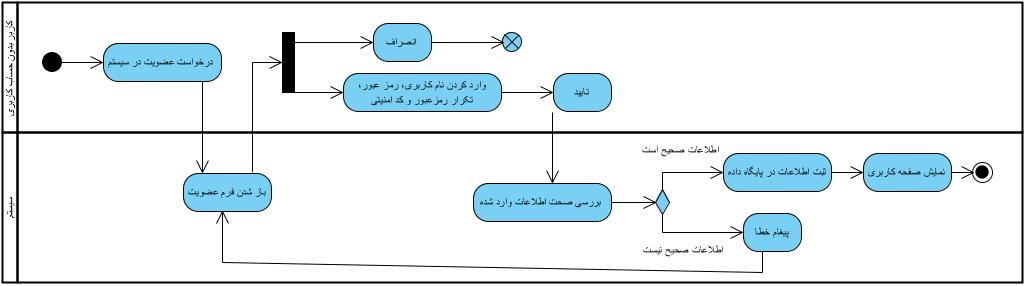 کاربر بدون حساب کاربری
درخواست عضویت در سیستم
انصراف
وارد کردن نام کاربری، رمز عبور،
تکرار رمزعبور و کد امنیتی
تایید
سیستم
باز شدن فرم عضویت
بررسی صحت اطلاعات وارد شده
اطلاعات صحیح است
ثبت اطلاعات در پایگاه داده
نمایش صفحه کاربری
پیغام خطا
اطلاعات صحیح نیست